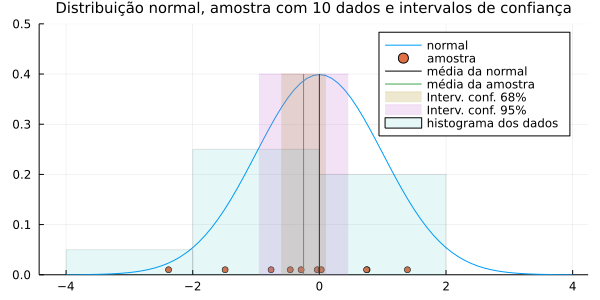 Distribuição normal, amostra com 10 dados e intervalos de confiança
0.5
0.4
0.3
0.2
0.1
0.0
−4
−2
0
2
4
normal
amostra
média da normal
média da amostra
Interv. conf. 68%
Interv. conf. 95%
histograma dos dados